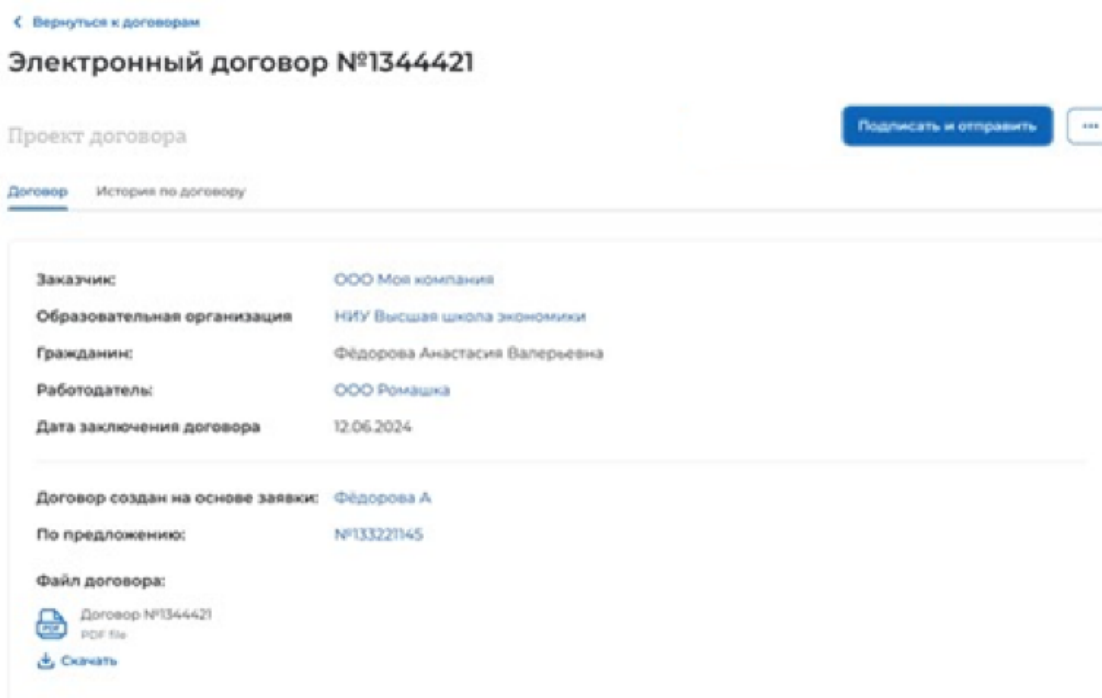 Вернуться к договорам
Электронный договор №1344421
Проект договора
Подписать и отправить
Договор История по договору
Заказчик: ООО Моя компания
Образовательная организация НИУ Высшая школа экономики
Гражданин: Фёдорова Анастасия Валерьевна
Работодатель: ООО Ромашка
Дата заключения договора 12.06.2024
Договор создан на основе заявки: Фёдорова А
По предложению: №133221145
Файл договора:
Договор №1344421
PDF
PDF file
Скачать